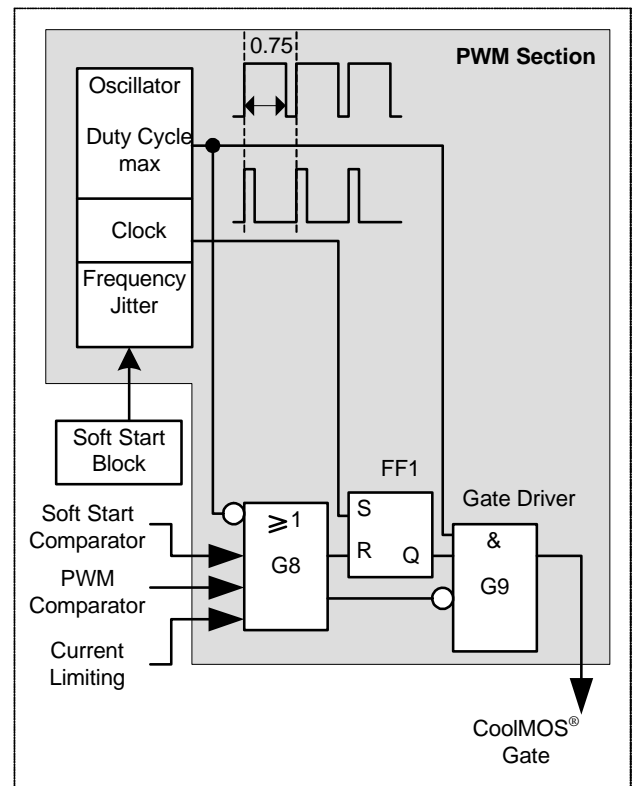 0.75
PWM Section
Oscillator
Duty Cycle
max
Clock
Frequency
Jitter
Soft Start
Block
FF1
Gate Driver
Soft Start
Comparator
PWM
Comparator
Current
Limiting
≥1
G8
S
R
Q
&
G9
CoolMOS®
Gate